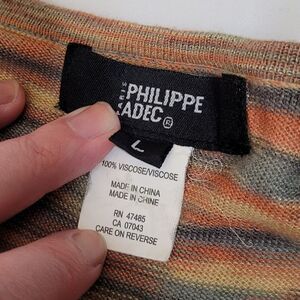 PHILIPPE
ADEC®
L
100% VISCOSE/VISCOSE
MADE IN CHINA
MADE IN CHINE
RN 47485
CA 07043
CARE ON REVERSE